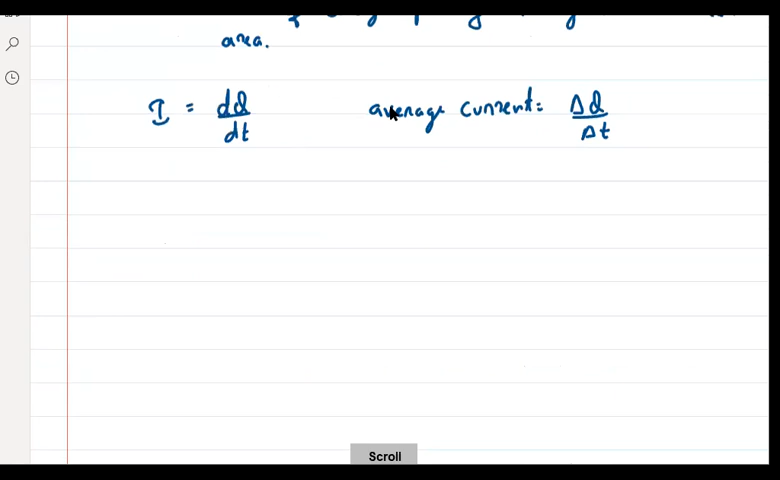 area.
I = dQ/dt average current = ΔQ/Δt
Scroll